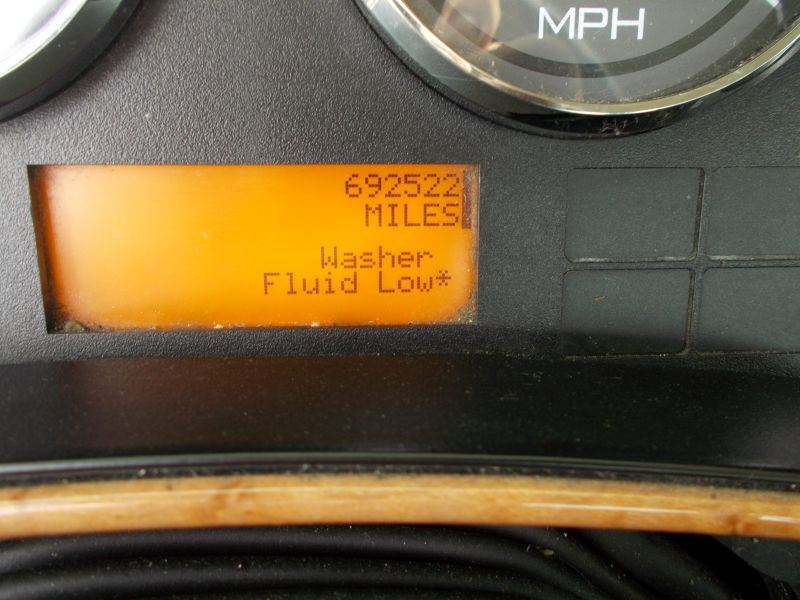 MPH
692522
MILES
Washer
Fluid Low*